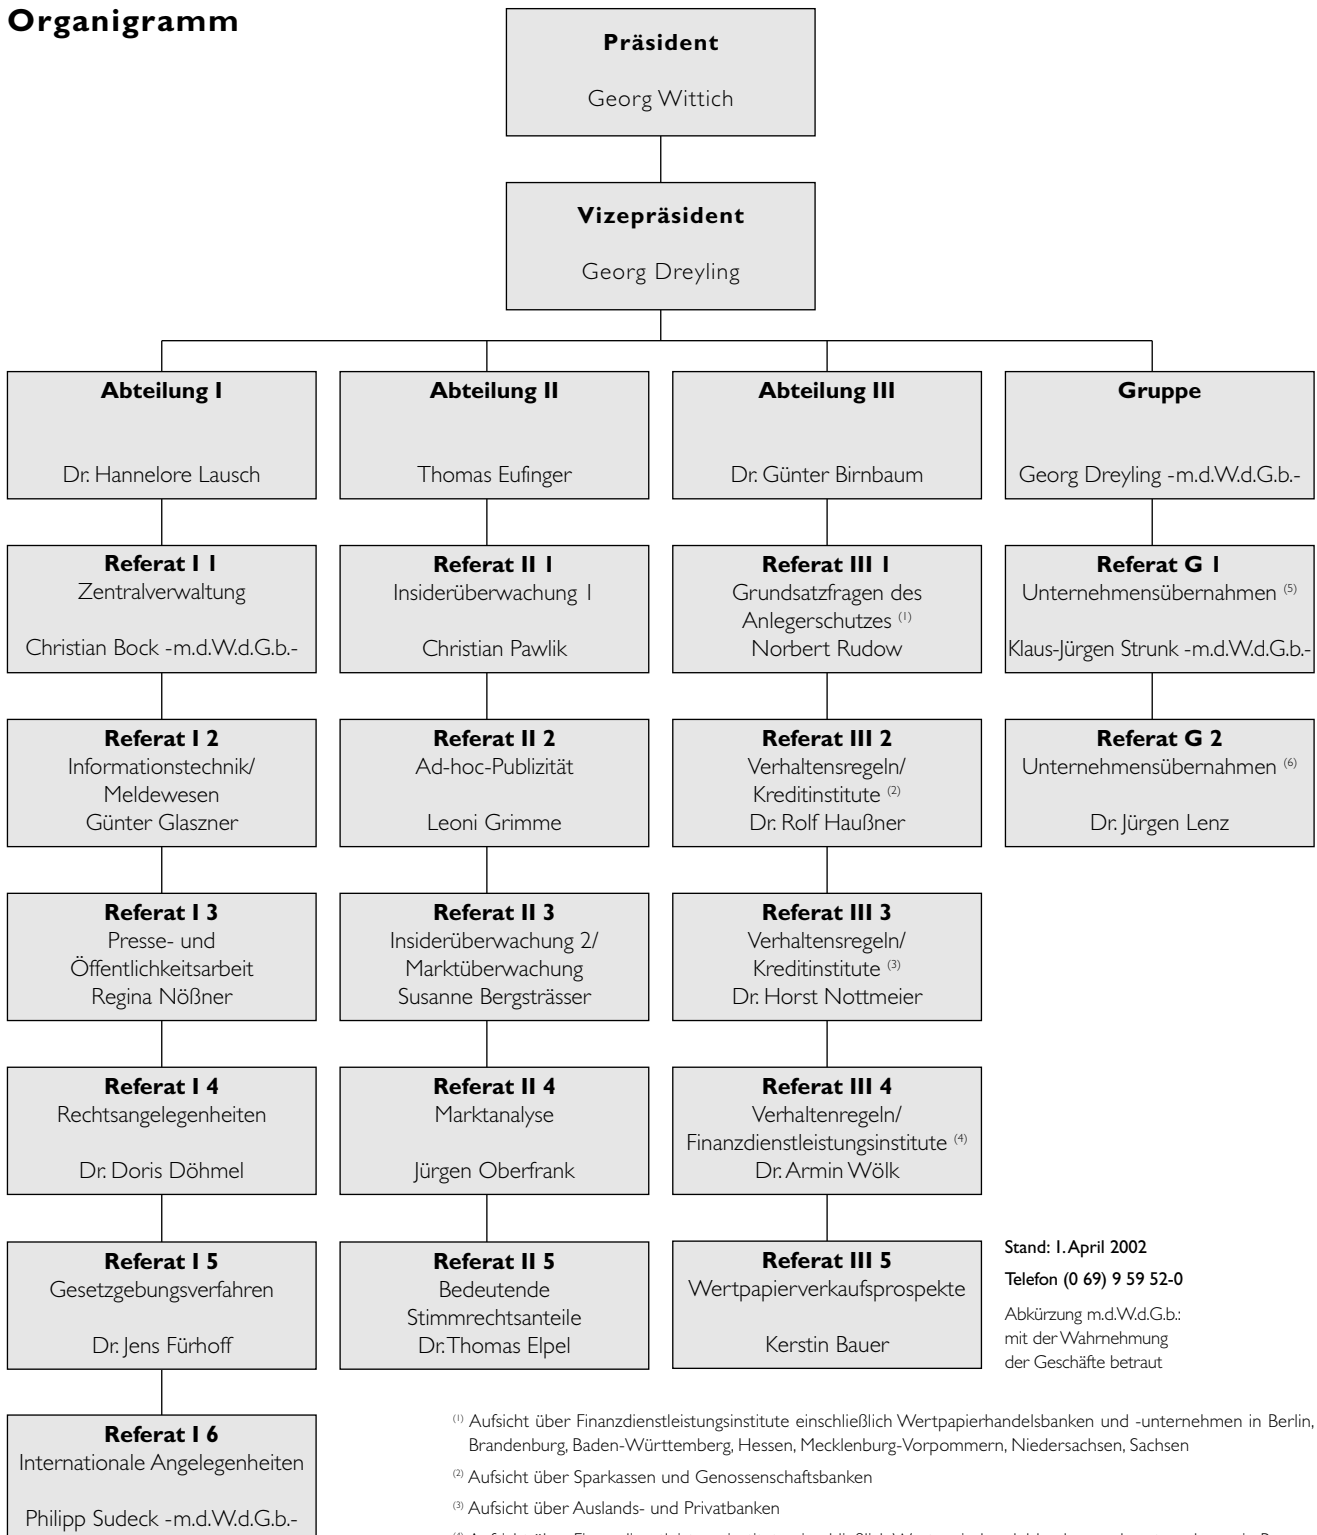 Organigramm
Präsident
Georg Wittich
Vizepräsident
Georg Dreyling
Abteilung I
Dr. Hannelore Lausch
Abteilung II
Thomas Eufinger
Abteilung III
Dr. Günter Birnbaum
Gruppe
Georg Dreyling -m.d.W.d.G.b.-
Referat I 1
Zentralverwaltung
Christian Bock -m.d.W.d.G.b.-
Referat II 1
Insiderüberwachung 1
Christian Pawlik
Referat III 1
Grundsatzfragen des
Anlegerschutzes (1)
Norbert Rudow
Referat G 1
Unternehmensübernahmen (5)
Klaus-Jürgen Strunk -m.d.W.d.G.b.-
Referat I 2
Informationstechnik/
Meldewesen
Günter Glaszner
Referat II 2
Ad-hoc-Publizität
Leoni Grimme
Referat III 2
Verhaltensregeln/
Kreditinstitute (2)
Dr. Rolf Haußner
Referat G 2
Unternehmensübernahmen (6)
Dr. Jürgen Lenz
Referat I 3
Presse- und
Öffentlichkeitsarbeit
Regina Nößner
Referat II 3
Insiderüberwachung 2/
Marktüberwachung
Susanne Bergsträsser
Referat III 3
Verhaltensregeln/
Kreditinstitute (3)
Dr. Horst Nottmeier
Referat I 4
Rechtsangelegenheiten
Dr. Doris Döhmel
Referat II 4
Marktanalyse
Jürgen Oberfrank
Referat III 4
Verhaltenregeln/
Finanzdienstleistungsinstitute (4)
Dr. Armin Wölk
Referat I 5
Gesetzgebungsverfahren
Dr. Jens Fürhoff
Referat II 5
Bedeutende
Stimmrechtsanteile
Dr. Thomas Elpel
Referat III 5
Wertpapierverkaufsprospekte
Kerstin Bauer
Stand: 1. April 2002
Telefon (0 69) 9 59 52-0
Abkürzung m.d.W.d.G.b.:
mit der Wahrnehmung
der Geschäfte betraut
Referat I 6
Internationale Angelegenheiten
Philipp Sudeck -m.d.W.d.G.b.-
(1) Aufsicht über Finanzdienstleistungsinstitute einschließlich Wertpapierhandelsbanken und -unternehmen in Berlin,
Brandenburg, Baden-Württemberg, Hessen, Mecklenburg-Vorpommern, Niedersachsen, Sachsen
(2) Aufsicht über Sparkassen und Genossenschaftsbanken
(3) Aufsicht über Auslands- und Privatbanken